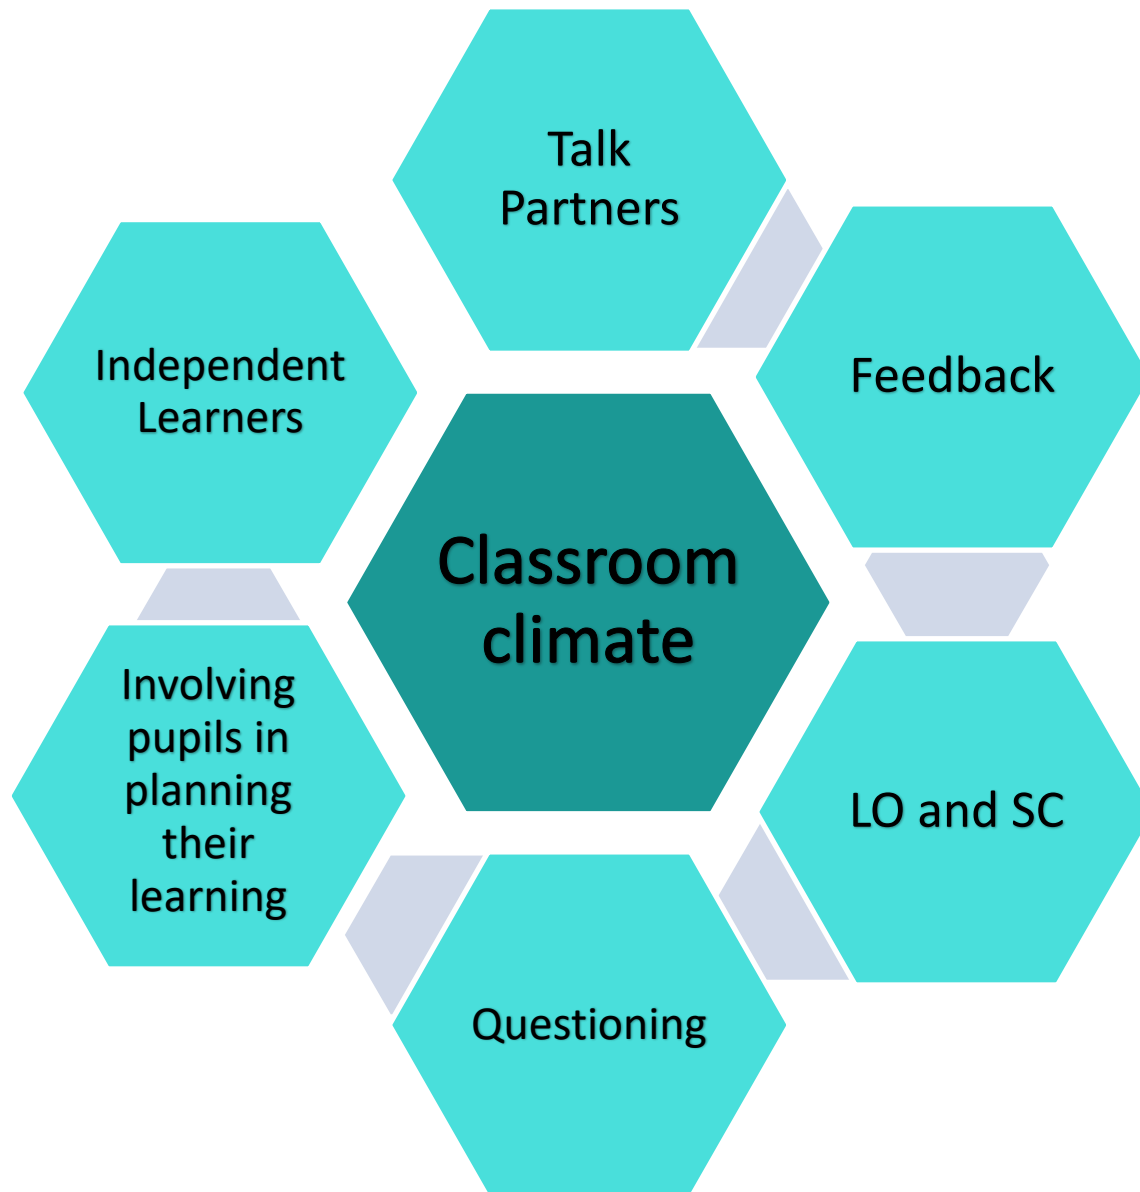 Talk
Partners
Feedback
LO and SC
Questioning
Involving
pupils in
planning
their
learning
Independent
Learners
Classroom
climate